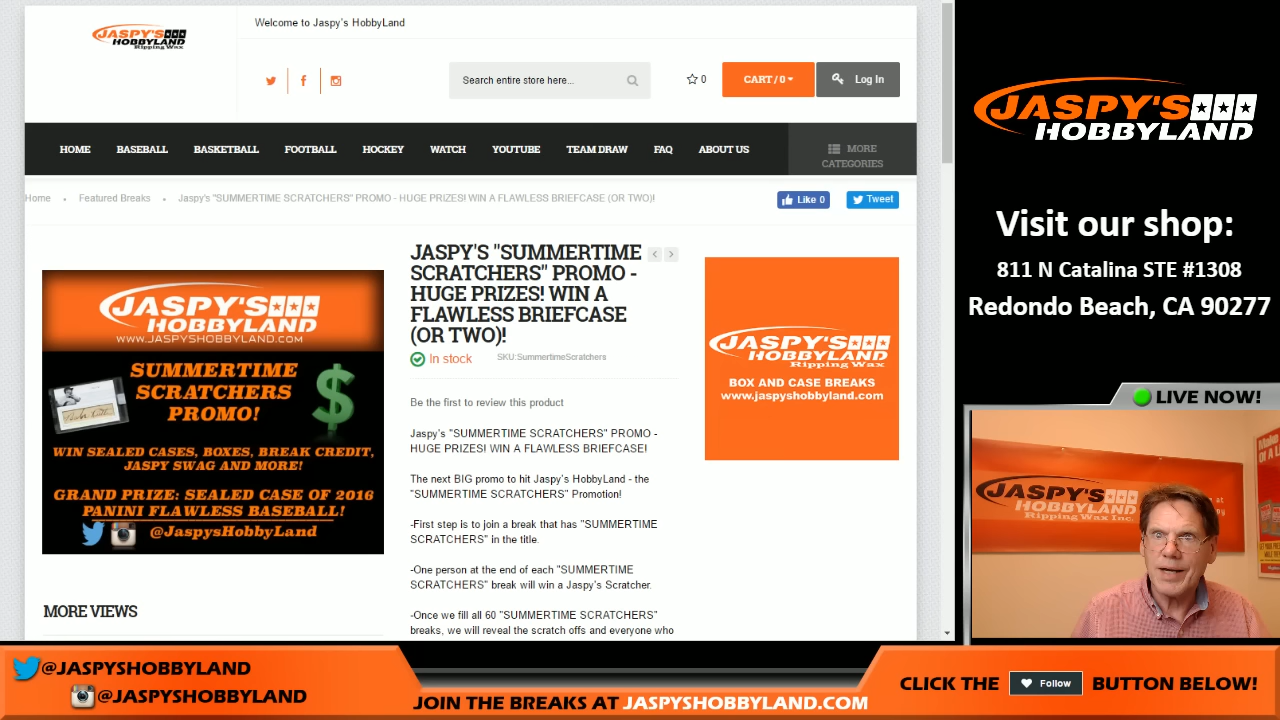 JASPY'S
HOBBYLAND
Ripping Wax
Welcome to Jaspy's HobbyLand
Search entire store here...
0
CART / 0
Log In
HOME BASEBALL BASKETBALL FOOTBALL HOCKEY WATCH YOUTUBE TEAM DRAW FAQ ABOUT US
MORE
CATEGORIES
Home • Featured Breaks • Jaspy's "SUMMERTIME SCRATCHERS" PROMO - HUGE PRIZES! WIN A FLAWLESS BRIEFCASE (OR TWO)!
Like 0
Tweet
JASPY'S
HOBBYLAND
WWW.JASPYSHOBBYLAND.COM
SUMMERTIME
SCRATCHERS
PROMO!
$
WIN SEALED CASES, BOXES, BREAK CREDIT,
JASPY SWAG AND MORE!
GRAND PRIZE: SEALED CASE OF 2016
PANINI FLAWLESS BASEBALL!
@JaspysHobbyLand
MORE VIEWS
JASPY'S "SUMMERTIME
SCRATCHERS" PROMO -
HUGE PRIZES! WIN A
FLAWLESS BRIEFCASE
(OR TWO)!
In stock
SKU:SummertimeScratchers
Be the first to review this product
Jaspy's "SUMMERTIME SCRATCHERS" PROMO -
HUGE PRIZES! WIN A FLAWLESS BRIEFCASE!
The next BIG promo to hit Jaspy's HobbyLand - the
"SUMMERTIME SCRATCHERS" Promotion!
-First step is to join a break that has "SUMMERTIME
SCRATCHERS" in the title.
-One person at the end of each "SUMMERTIME
SCRATCHERS" break will win a Jaspy's Scratcher.
-Once we fill all 60 "SUMMERTIME SCRATCHERS"
breaks, we will reveal the scratch offs and everyone who
JASPY'S
HOBBYLAND
Ripping Wax
BOX AND CASE BREAKS
www.jaspyshobbyland.com
JASPY'S
HOBBYLAND
Visit our shop:
811 N Catalina STE #1308
Redondo Beach, CA 90277
LIVE NOW!
JASPY'S
HOBBYLAND
Ripping Wax Inc.
@JASPYSHOBBYLAND
@JASPYSHOBBYLAND
JOIN THE BREAKS AT JASPYSHOBBYLAND.COM
CLICK THE Follow BUTTON BELOW!